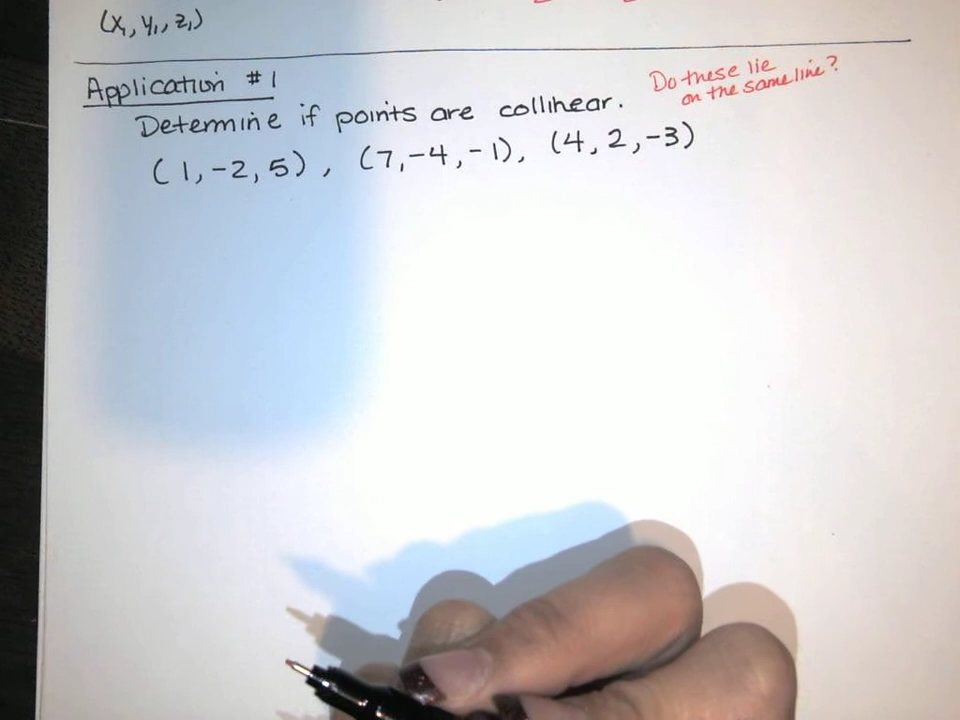 (x₁, y₁, z₁)
Application #1
Do these lie
on the same line?
Determine if points are collinear.
(1,-2,5), (7,-4,-1), (4,2,-3)